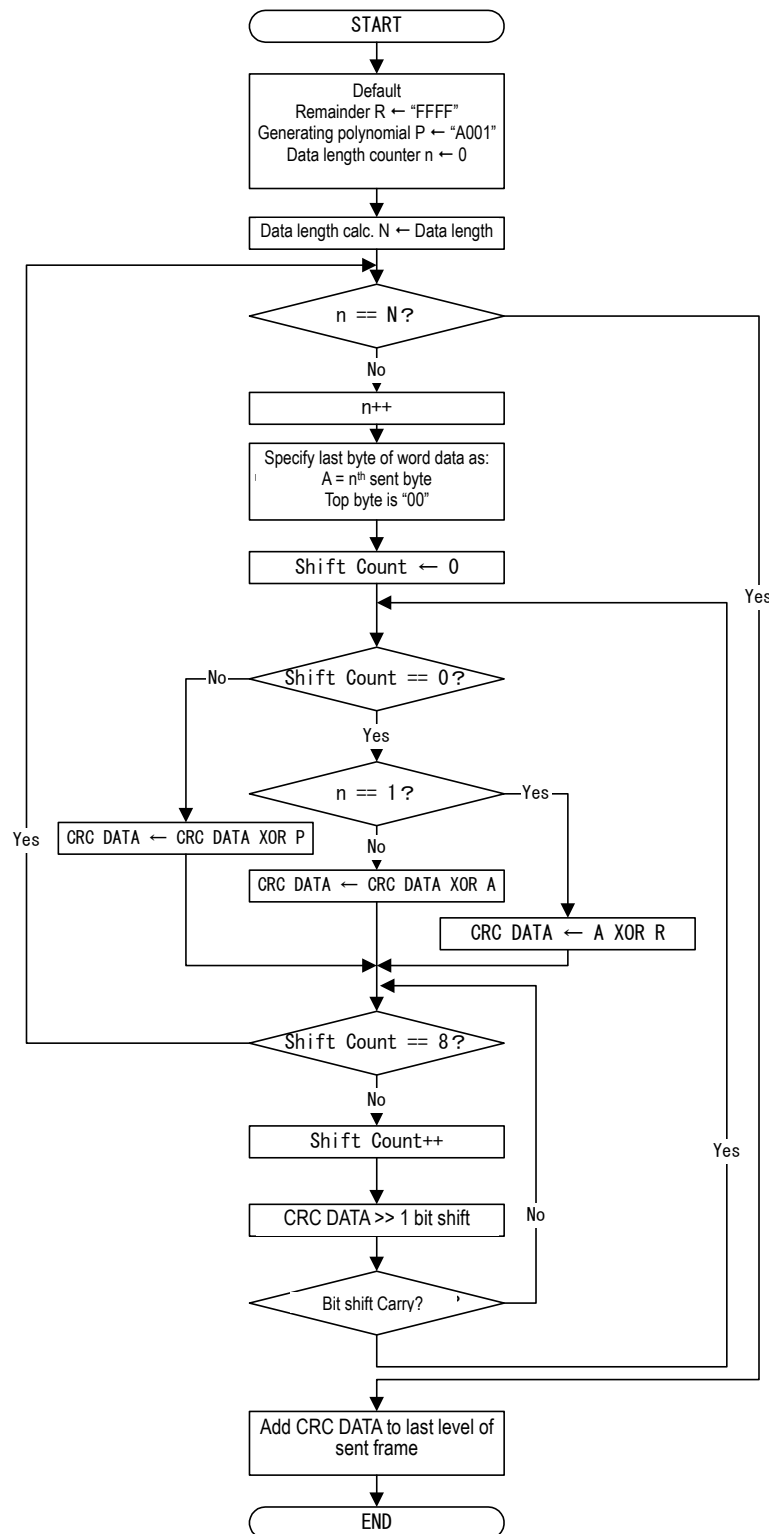 START
Default
Remainder R ← “FFFF”
Generating polynomial P ← “A001”
Data length counter n ← 0
Data length calc. N ← Data length
n == N?
No
n++
Specify last byte of word data as:
A = nth sent byte
Top byte is “00”
Shift Count ← 0
Yes
Shift Count == 0?
No
Yes
n == 1?
Yes
No
Yes
CRC DATA ← CRC DATA XOR P
CRC DATA ← CRC DATA XOR A
CRC DATA ← A XOR R
Shift Count == 8?
No
Shift Count++
Yes
CRC DATA >> 1 bit shift
No
Bit shift Carry?
Add CRC DATA to last level of
sent frame
END